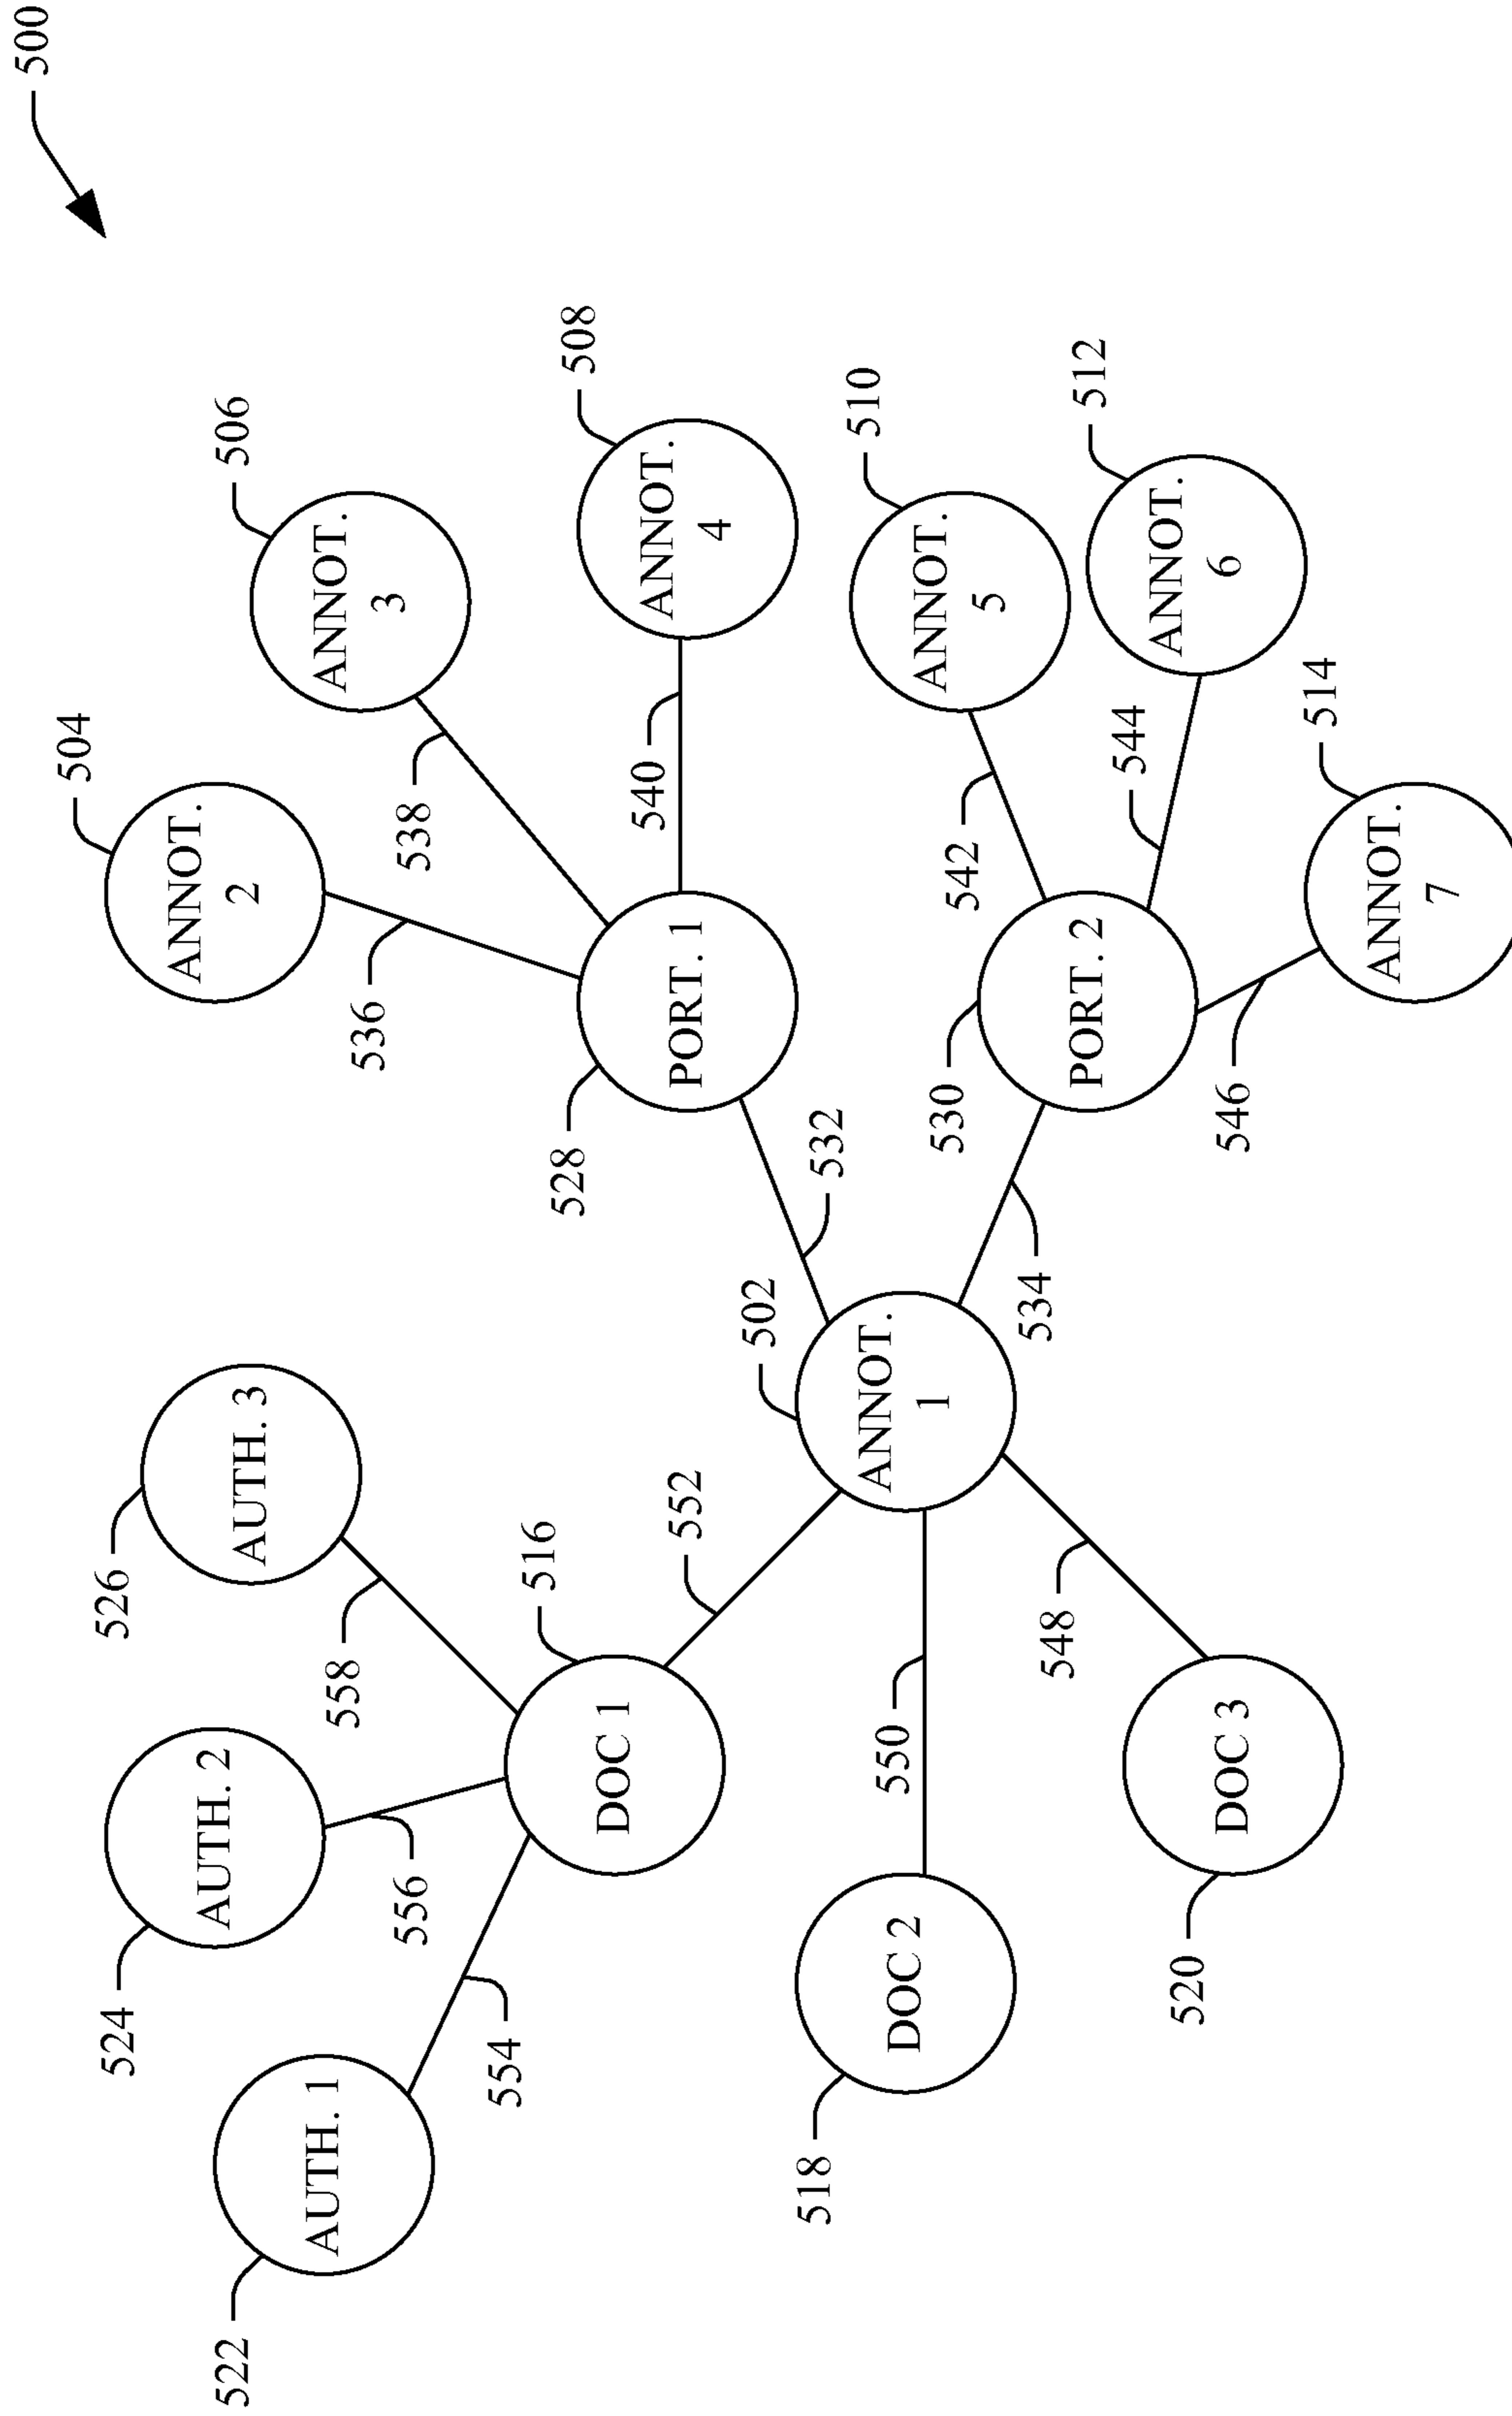 500
522
AUTH. 1
524
AUTH. 2
526
AUTH. 3
554
556
558
DOC 1
516
552
518
DOC 2
550
520
DOC 3
548
502
ANNOT.
1
532
534
528
PORT. 1
530
PORT. 2
536
538
540
504
ANNOT.
2
506
ANNOT.
3
508
ANNOT.
4
542
544
546
510
ANNOT.
5
512
ANNOT.
6
514
ANNOT.
7